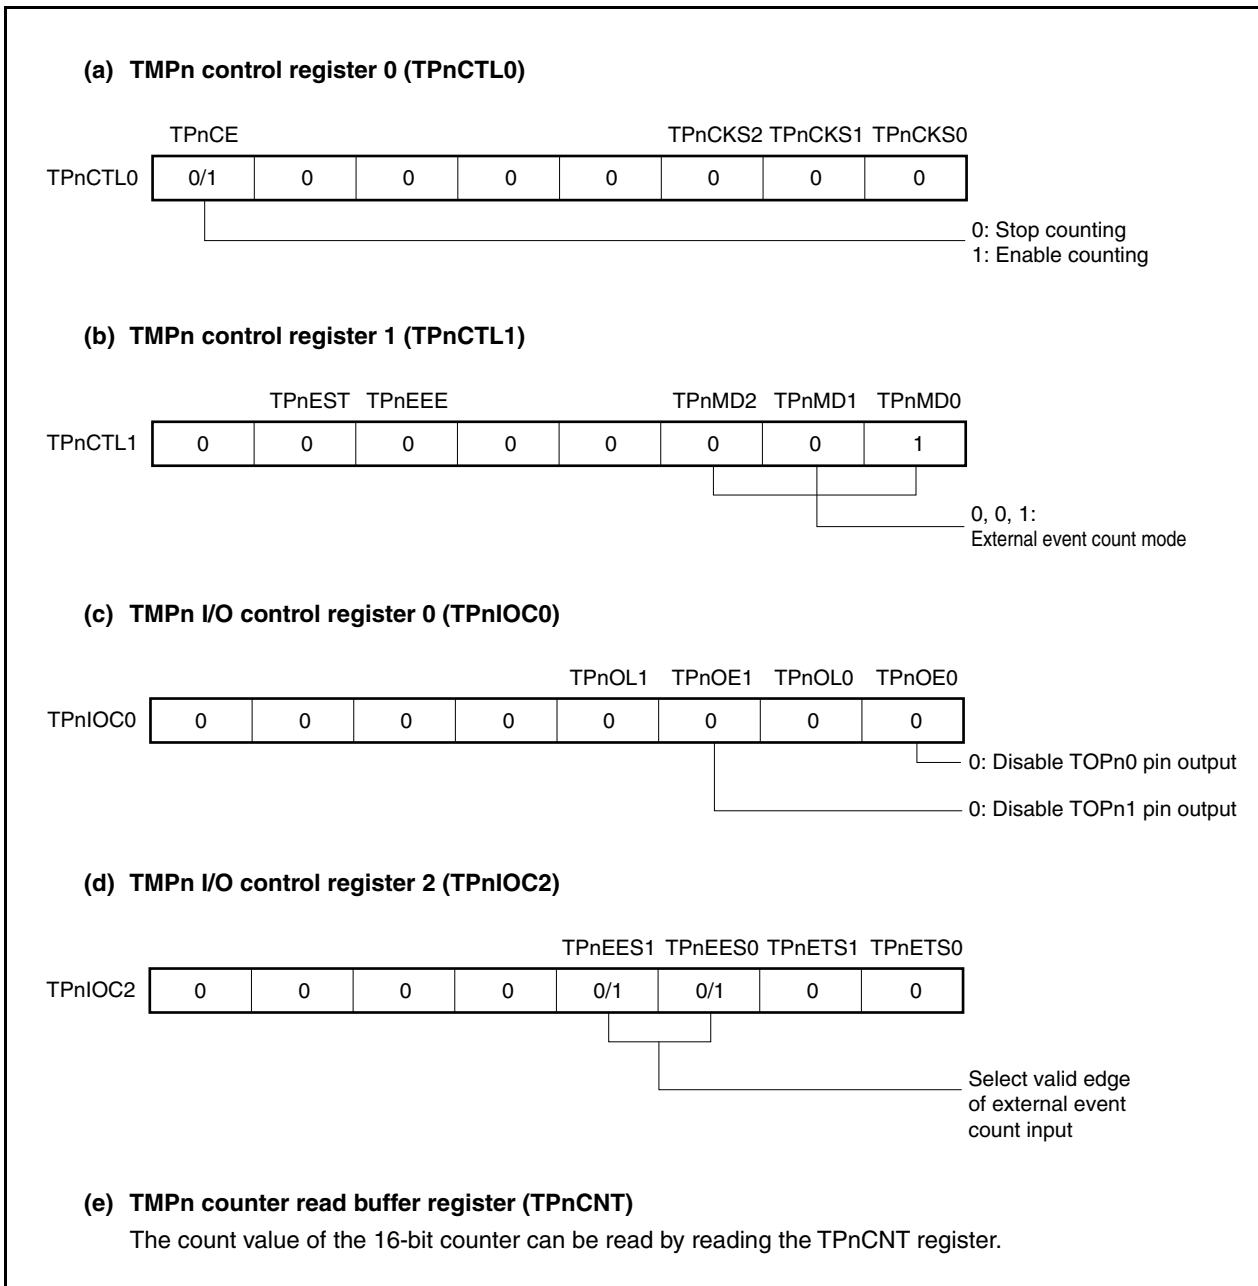 (a) TMPn control register 0 (TPnCTL0)
TPnCE TPnCKS2 TPnCKS1 TPnCKS0
TPnCTL0 0/1 0 0 0 0 0 0 0
0: Stop counting
1: Enable counting
(b) TMPn control register 1 (TPnCTL1)
TPnEST TPnEEE TPnMD2 TPnMD1 TPnMD0
TPnCTL1 0 0 0 0 0 0 0 1
0, 0, 1:
External event count mode
(c) TMPn I/O control register 0 (TPnIOC0)
TPnOL1 TPnOE1 TPnOL0 TPnOE0
TPnIOC0 0 0 0 0 0 0 0 0
0: Disable TOPn0 pin output
0: Disable TOPn1 pin output
(d) TMPn I/O control register 2 (TPnIOC2)
TPnEES1 TPnEES0 TPnETS1 TPnETS0
TPnIOC2 0 0 0 0 0/1 0/1 0 0
Select valid edge
of external event
count input
(e) TMPn counter read buffer register (TPnCNT)
The count value of the 16-bit counter can be read by reading the TPnCNT register.